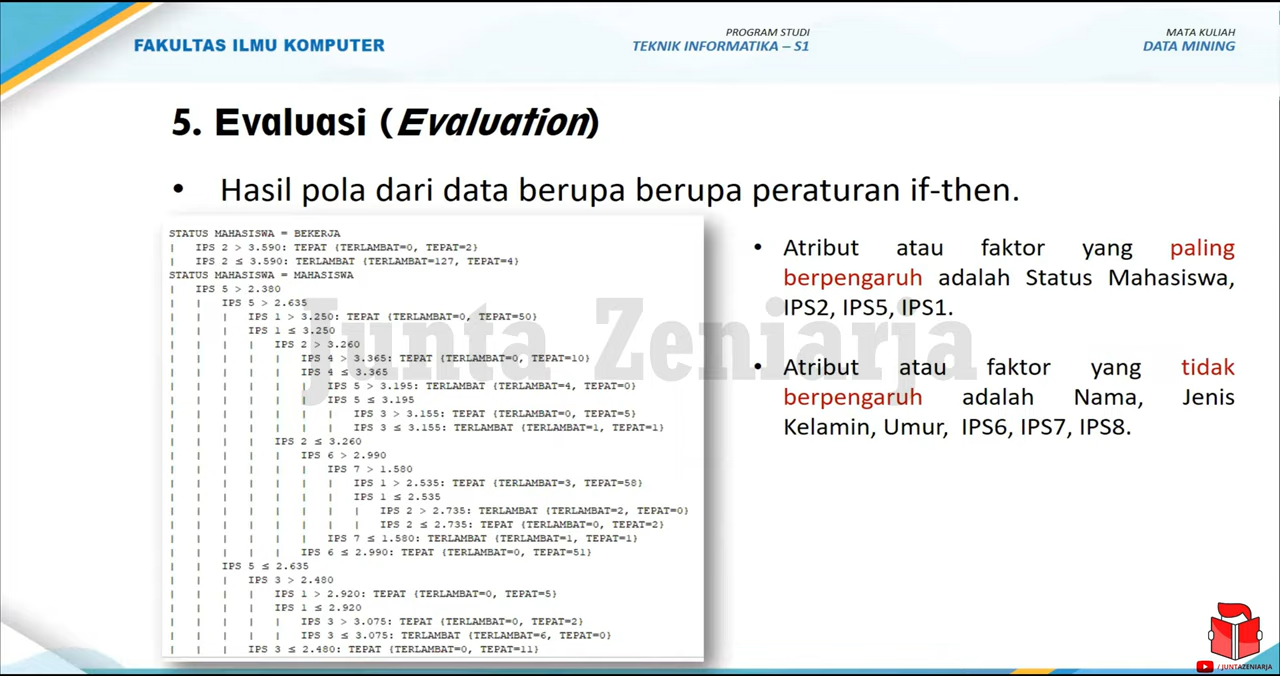 FAKULTAS ILMU KOMPUTER
PROGRAM STUDI
TEKNIK INFORMATIKA – S1
MATA KULIAH
DATA MINING
5. Evaluasi (Evaluation)
• Hasil pola dari data berupa berupa peraturan if-then.
STATUS MAHASISWA = BEKERJA
| IPS 2 > 3.590: TEPAT {TERLAMBAT=0, TEPAT=2}
| IPS 2 ≤ 3.590: TERLAMBAT {TERLAMBAT=127, TEPAT=4}
STATUS MAHASISWA = MAHASISWA
| IPS 5 > 2.380
| | IPS 5 > 2.635
| | | IPS 1 > 3.250: TEPAT {TERLAMBAT=0, TEPAT=50}
| | | IPS 1 ≤ 3.250
| | | | IPS 2 > 3.260
| | | | | IPS 4 > 3.365: TEPAT {TERLAMBAT=0, TEPAT=10}
| | | | | IPS 4 ≤ 3.365
| | | | | | IPS 5 > 3.195: TERLAMBAT {TERLAMBAT=4, TEPAT=0}
| | | | | | IPS 5 ≤ 3.195
| | | | | | | IPS 3 > 3.155: TEPAT {TERLAMBAT=0, TEPAT=5}
| | | | | | | IPS 3 ≤ 3.155: TERLAMBAT {TERLAMBAT=1, TEPAT=1}
| | | | IPS 2 ≤ 3.260
| | | | | IPS 6 > 2.990
| | | | | | IPS 7 > 1.580
| | | | | | | IPS 1 > 2.535: TEPAT {TERLAMBAT=3, TEPAT=58}
| | | | | | | IPS 1 ≤ 2.535
| | | | | | | | IPS 2 > 2.735: TERLAMBAT {TERLAMBAT=2, TEPAT=0}
| | | | | | | | IPS 2 ≤ 2.735: TEPAT {TERLAMBAT=0, TEPAT=2}
| | | | | | IPS 7 ≤ 1.580: TERLAMBAT {TERLAMBAT=1, TEPAT=1}
| | | | | IPS 6 ≤ 2.990: TEPAT {TERLAMBAT=0, TEPAT=51}
| | IPS 5 ≤ 2.635
| | | IPS 3 > 2.480
| | | | IPS 1 > 2.920: TEPAT {TERLAMBAT=0, TEPAT=5}
| | | | IPS 1 ≤ 2.920
| | | | | IPS 3 > 3.075: TEPAT {TERLAMBAT=0, TEPAT=2}
| | | | | IPS 3 ≤ 3.075: TERLAMBAT {TERLAMBAT=6, TEPAT=0}
| | | IPS 3 ≤ 2.480: TEPAT {TERLAMBAT=0, TEPAT=11}
• Atribut atau faktor yang paling
berpengaruh adalah Status Mahasiswa,
IPS2, IPS5, IPS1.
• Atribut atau faktor yang tidak
berpengaruh adalah Nama, Jenis
Kelamin, Umur, IPS6, IPS7, IPS8.
Junta Zeniarja
/ JUNTAZENIARJA